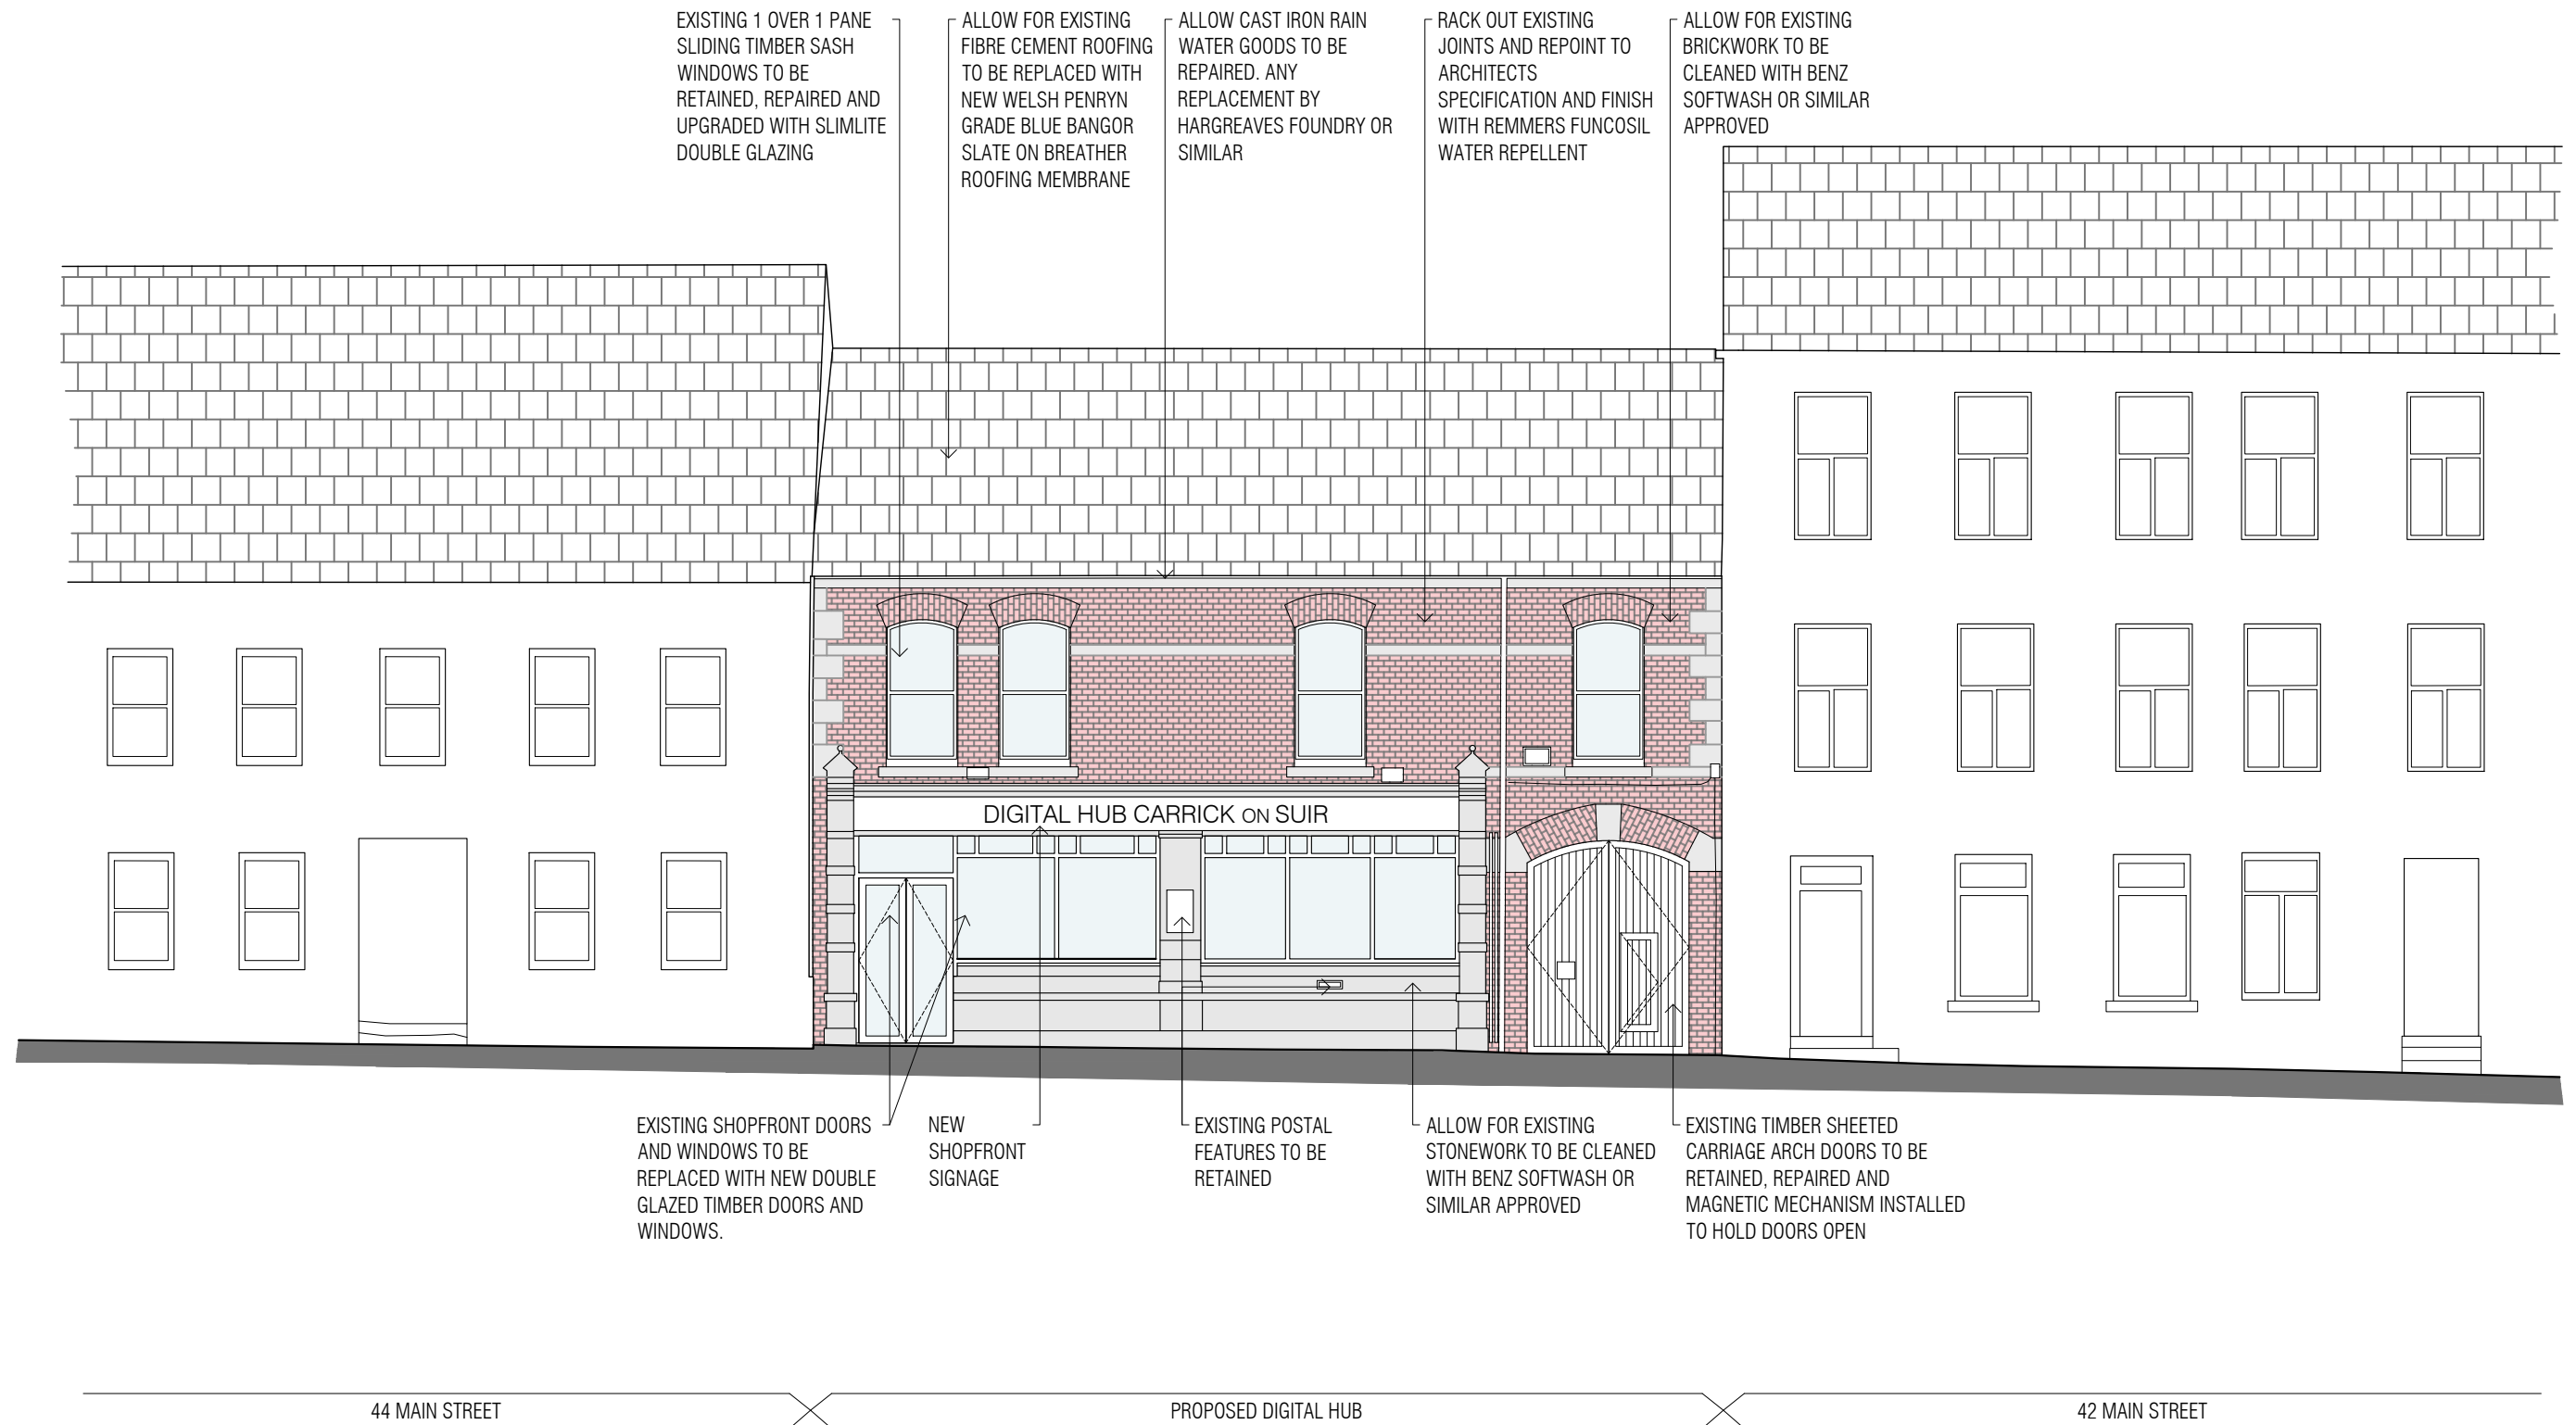 EXISTING 1 OVER 1 PANE
SLIDING TIMBER SASH
WINDOWS TO BE
RETAINED, REPAIRED AND
UPGRADED WITH SLIMLITE
DOUBLE GLAZING
ALLOW FOR EXISTING
FIBRE CEMENT ROOFING
TO BE REPLACED WITH
NEW WELSH PENRYN
GRADE BLUE BANGOR
SLATE ON BREATHER
ROOFING MEMBRANE
ALLOW CAST IRON RAIN
WATER GOODS TO BE
REPAIRED. ANY
REPLACEMENT BY
HARGREAVES FOUNDRY OR
SIMILAR
RACK OUT EXISTING
JOINTS AND REPOINT TO
ARCHITECTS
SPECIFICATION AND FINISH
WITH REMMERS FUNCOSIL
WATER REPELLENT
ALLOW FOR EXISTING
BRICKWORK TO BE
CLEANED WITH BENZ
SOFTWASH OR SIMILAR
APPROVED
DIGITAL HUB CARRICK ON SUIR
EXISTING SHOPFRONT DOORS
AND WINDOWS TO BE
REPLACED WITH NEW DOUBLE
GLAZED TIMBER DOORS AND
WINDOWS.
NEW
SHOPFRONT
SIGNAGE
EXISTING POSTAL
FEATURES TO BE
RETAINED
ALLOW FOR EXISTING
STONEWORK TO BE CLEANED
WITH BENZ SOFTWASH OR
SIMILAR APPROVED
EXISTING TIMBER SHEETED
CARRIAGE ARCH DOORS TO BE
RETAINED, REPAIRED AND
MAGNETIC MECHANISM INSTALLED
TO HOLD DOORS OPEN
44 MAIN STREET
PROPOSED DIGITAL HUB
42 MAIN STREET